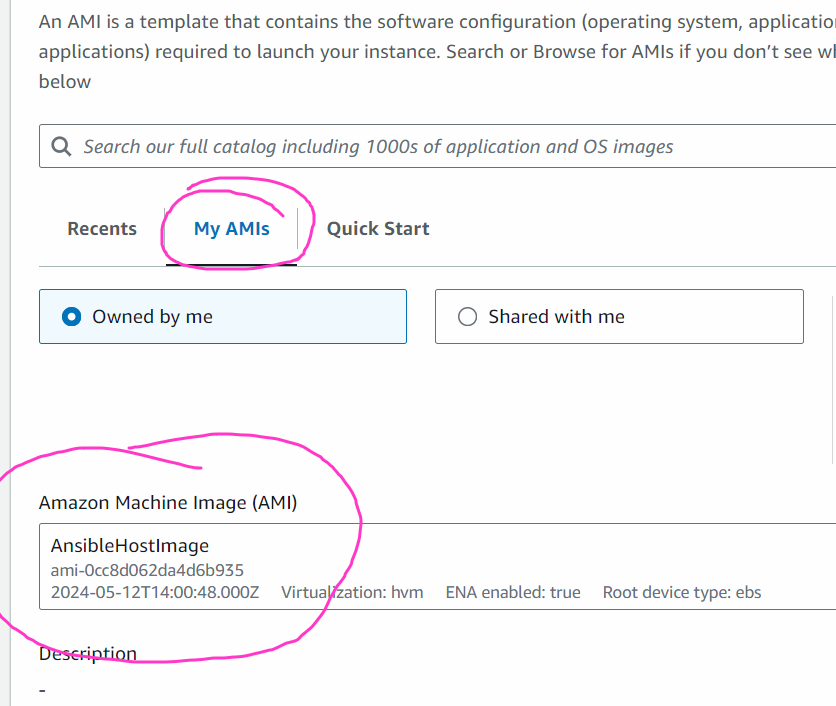 An AMI is a template that contains the software configuration (operating system,
applications) required to launch your instance. Search or Browse for AMIs if you don’t see
below
Search our full catalog including 1000s of application and OS images
Recents
My AMIs
Quick Start
Owned by me
Shared with me
Amazon Machine Image (AMI)
AnsibleHostImage
ami-0cc8d062da4d6b935
2024-05-12T14:00:48.000Z Virtualization: hvm ENA enabled: true Root device type: ebs
Description
-